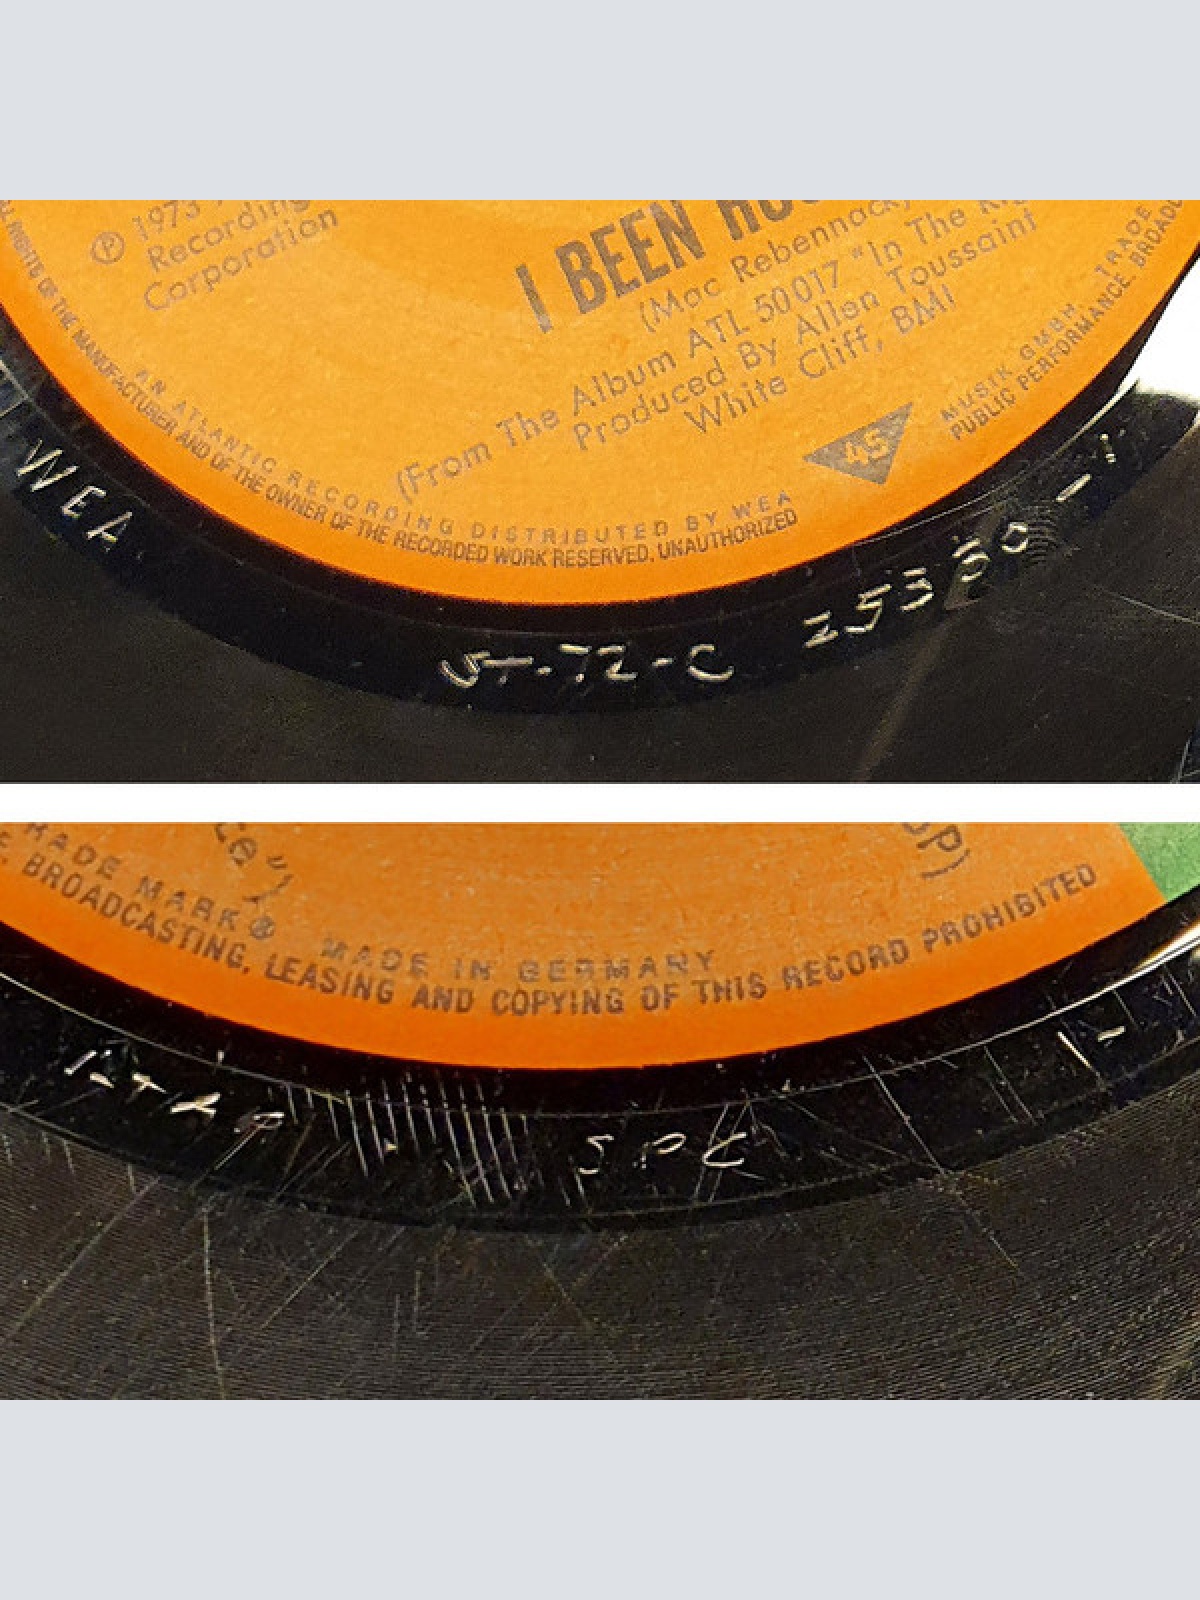 ℗ 1973
Recording
Corporation
I BEEN
(Mac Rebennack
(From The Album ATL 50017 "In The
Produced By Allen Toussaint
White Cliff, BMI
45
RIGHTS OF THE MANUFACTURER AND OF THE OWNER OF THE RECORDED WORK RESERVED. UNAUTHORIZED
AN ATLANTIC RECORDING DISTRIBUTED BY WEA
MUSIK GMBH. TRADE
PUBLIC PERFORMANCE,
WEA
ST-72-C 25380-1
RADE MARK® MADE IN GERMANY
BROADCASTING, LEASING AND COPYING OF THIS RECORD PROHIBITED